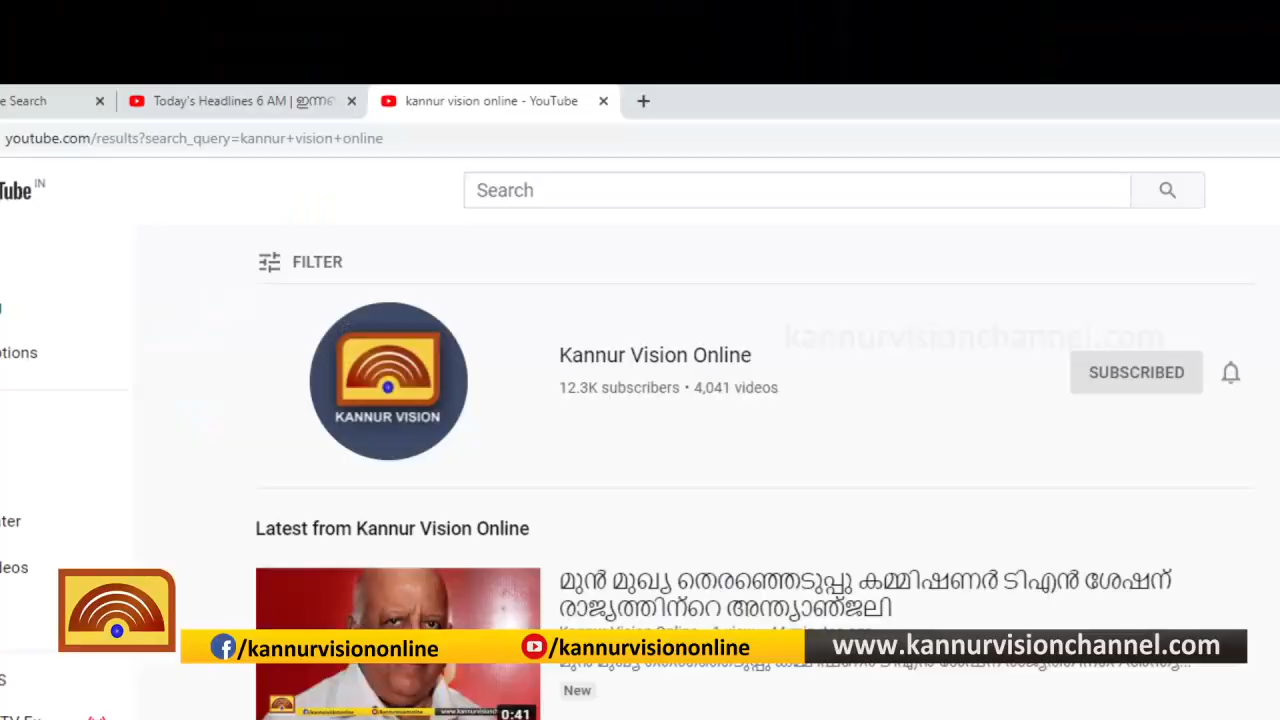 e Search
Today's Headlines 6 AM | ഇന്നത്തെ
kannur vision online - YouTube
youtube.com/results?search_query=kannur+vision+online
Tube IN
Search
FILTER
KANNUR VISION
Kannur Vision Online
12.3K subscribers • 4,041 videos
kannurvisionchannel.com
SUBSCRIBED
ptions
Latest from Kannur Vision Online
ater
deos
മുൻ മുഖ്യ തെരഞ്ഞെടുപ്പു കമ്മിഷണർ ടിഎൻ ശേഷന്
രാജ്യത്തിന്റെ അന്ത്യാഞ്ജലി
/kannurvisiononline
/kannurvisiononline
www.kannurvisionchannel.com
New
0:41